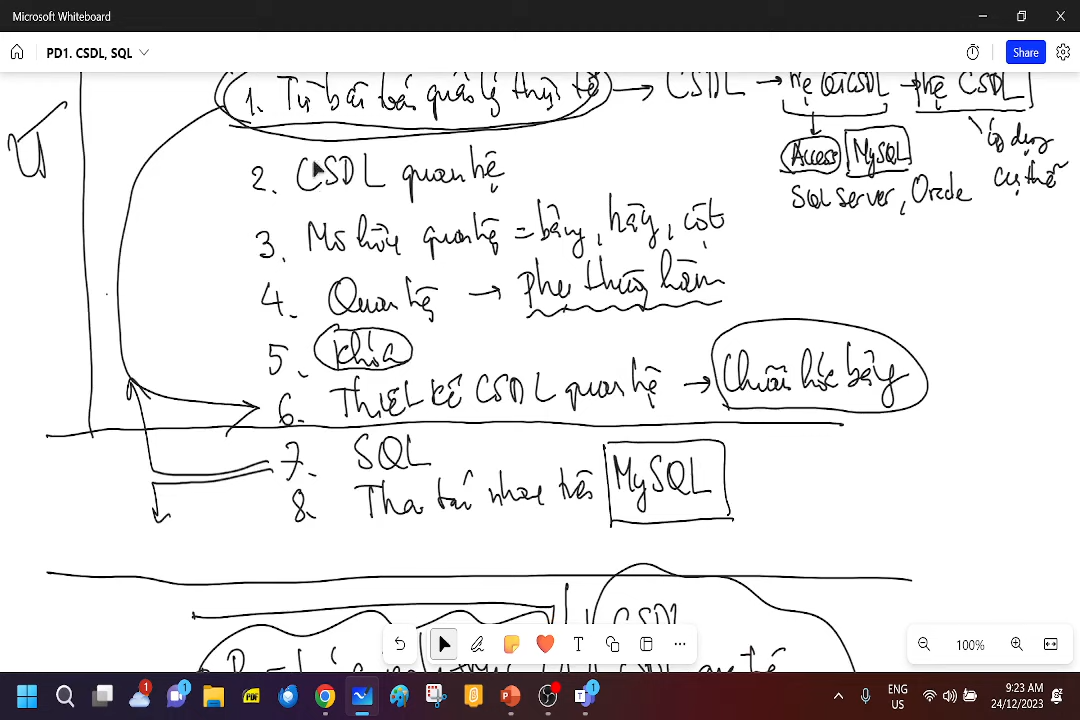 Microsoft Whiteboard
PD1. CSDL, SQL
Share
1. Từ bài toán quản lý thực tế → CSDL → Hệ QTCSDL → Hệ CSDL
Access MySQL
SQL Server, Oracle
ứng dụng
cụ thể
2. CSDL quan hệ
3. Mô hình quan hệ = bảng, hàng, cột
4. Quan hệ → Phụ thuộc hàm
5. Khóa
6. Thiết kế CSDL quan hệ → Chuẩn hóa bảng
7. SQL
8. Thao tác trên MySQL
CSDL
100%
ENG
US
9:23 AM
24/12/2023